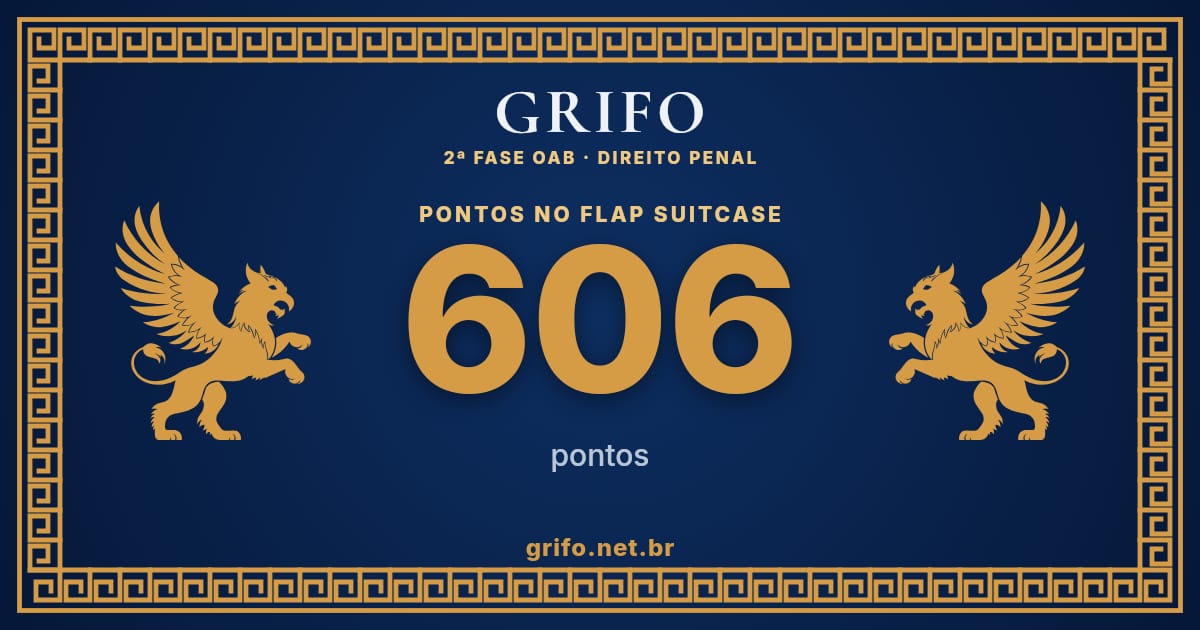 GRIFO
2ª FASE OAB · DIREITO PENAL
PONTOS NO FLAP SUITCASE
606
pontos
grifo.net.br